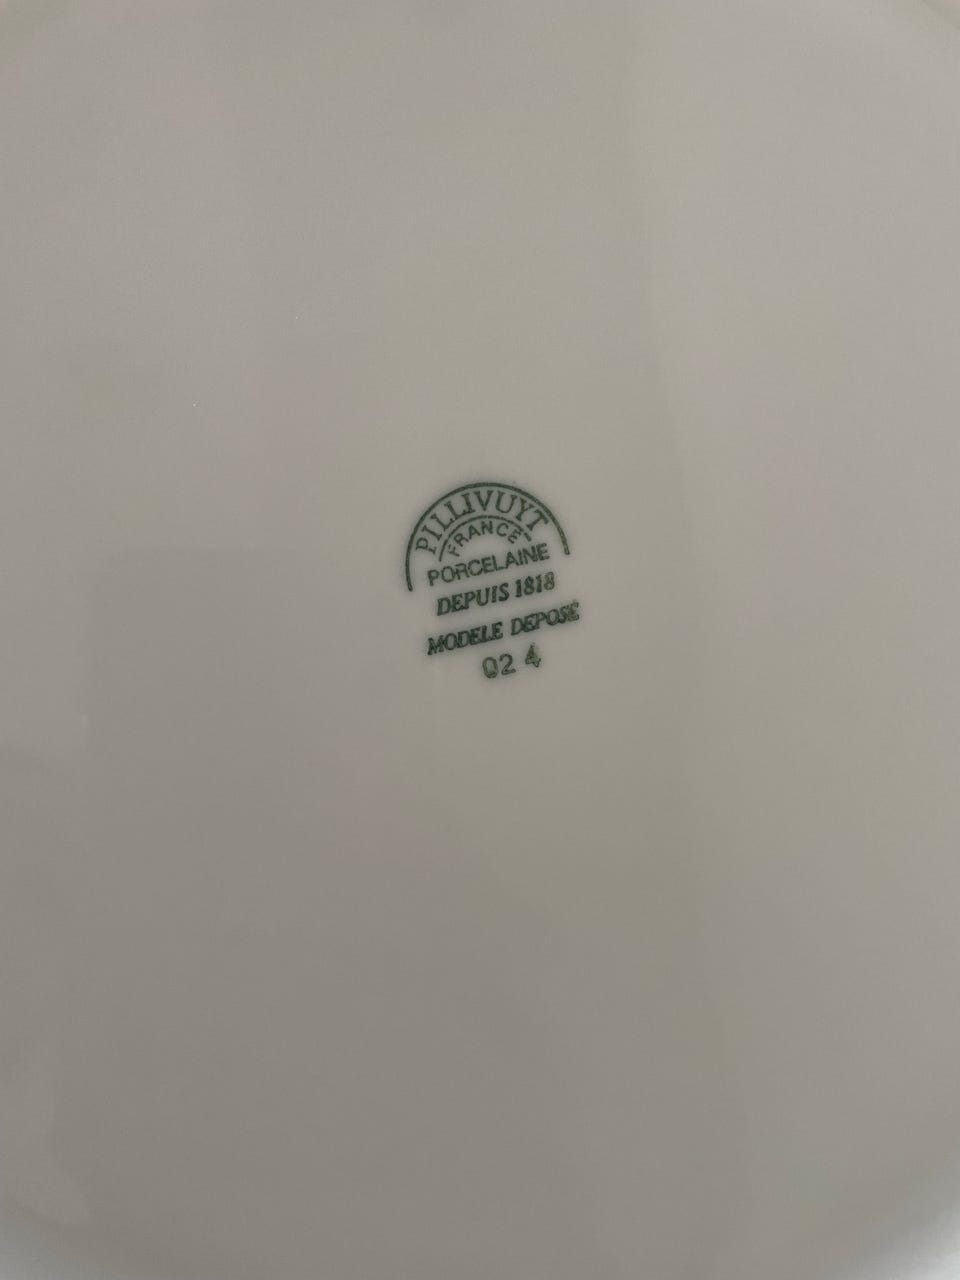 PILLIVUYT
FRANCE
PORCELAINE
DEPUIS 1818
MODELE DEPOSE
02 4